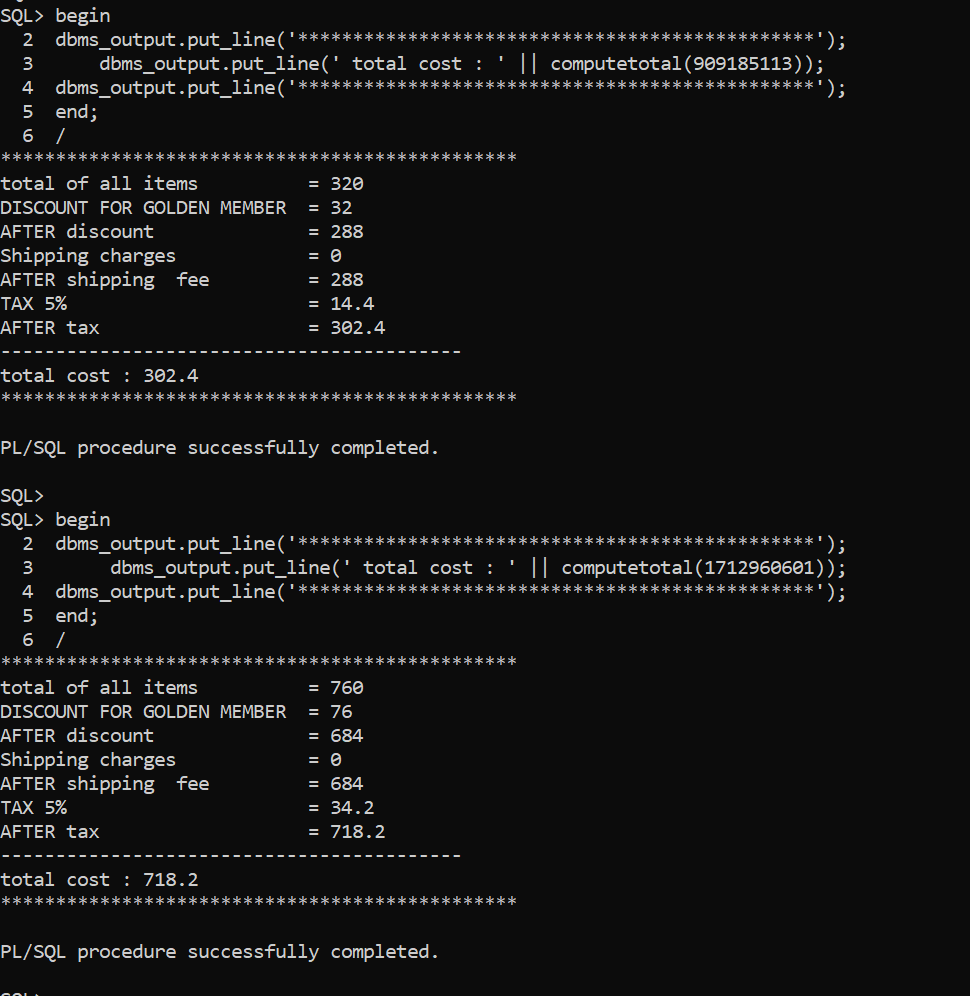 SQL> begin
  2  dbms_output.put_line('***********************************************');
  3      dbms_output.put_line(' total cost : ' || computetotal(909185113));
  4  dbms_output.put_line('***********************************************');
  5  end;
  6  /
***********************************************
total of all items          = 320
DISCOUNT FOR GOLDEN MEMBER  = 32
AFTER discount              = 288
Shipping charges            = 0
AFTER shipping  fee         = 288
TAX 5%                      = 14.4
AFTER tax                   = 302.4
------------------------------------------
total cost : 302.4
***********************************************

PL/SQL procedure successfully completed.

SQL>
SQL> begin
  2  dbms_output.put_line('***********************************************');
  3       dbms_output.put_line(' total cost : ' || computetotal(1712960601));
  4  dbms_output.put_line('***********************************************');
  5  end;
  6  /
***********************************************
total of all items          = 760
DISCOUNT FOR GOLDEN MEMBER  = 76
AFTER discount              = 684
Shipping charges            = 0
AFTER shipping  fee         = 684
TAX 5%                      = 34.2
AFTER tax                   = 718.2
------------------------------------------
total cost : 718.2
***********************************************

PL/SQL procedure successfully completed.

SQL>